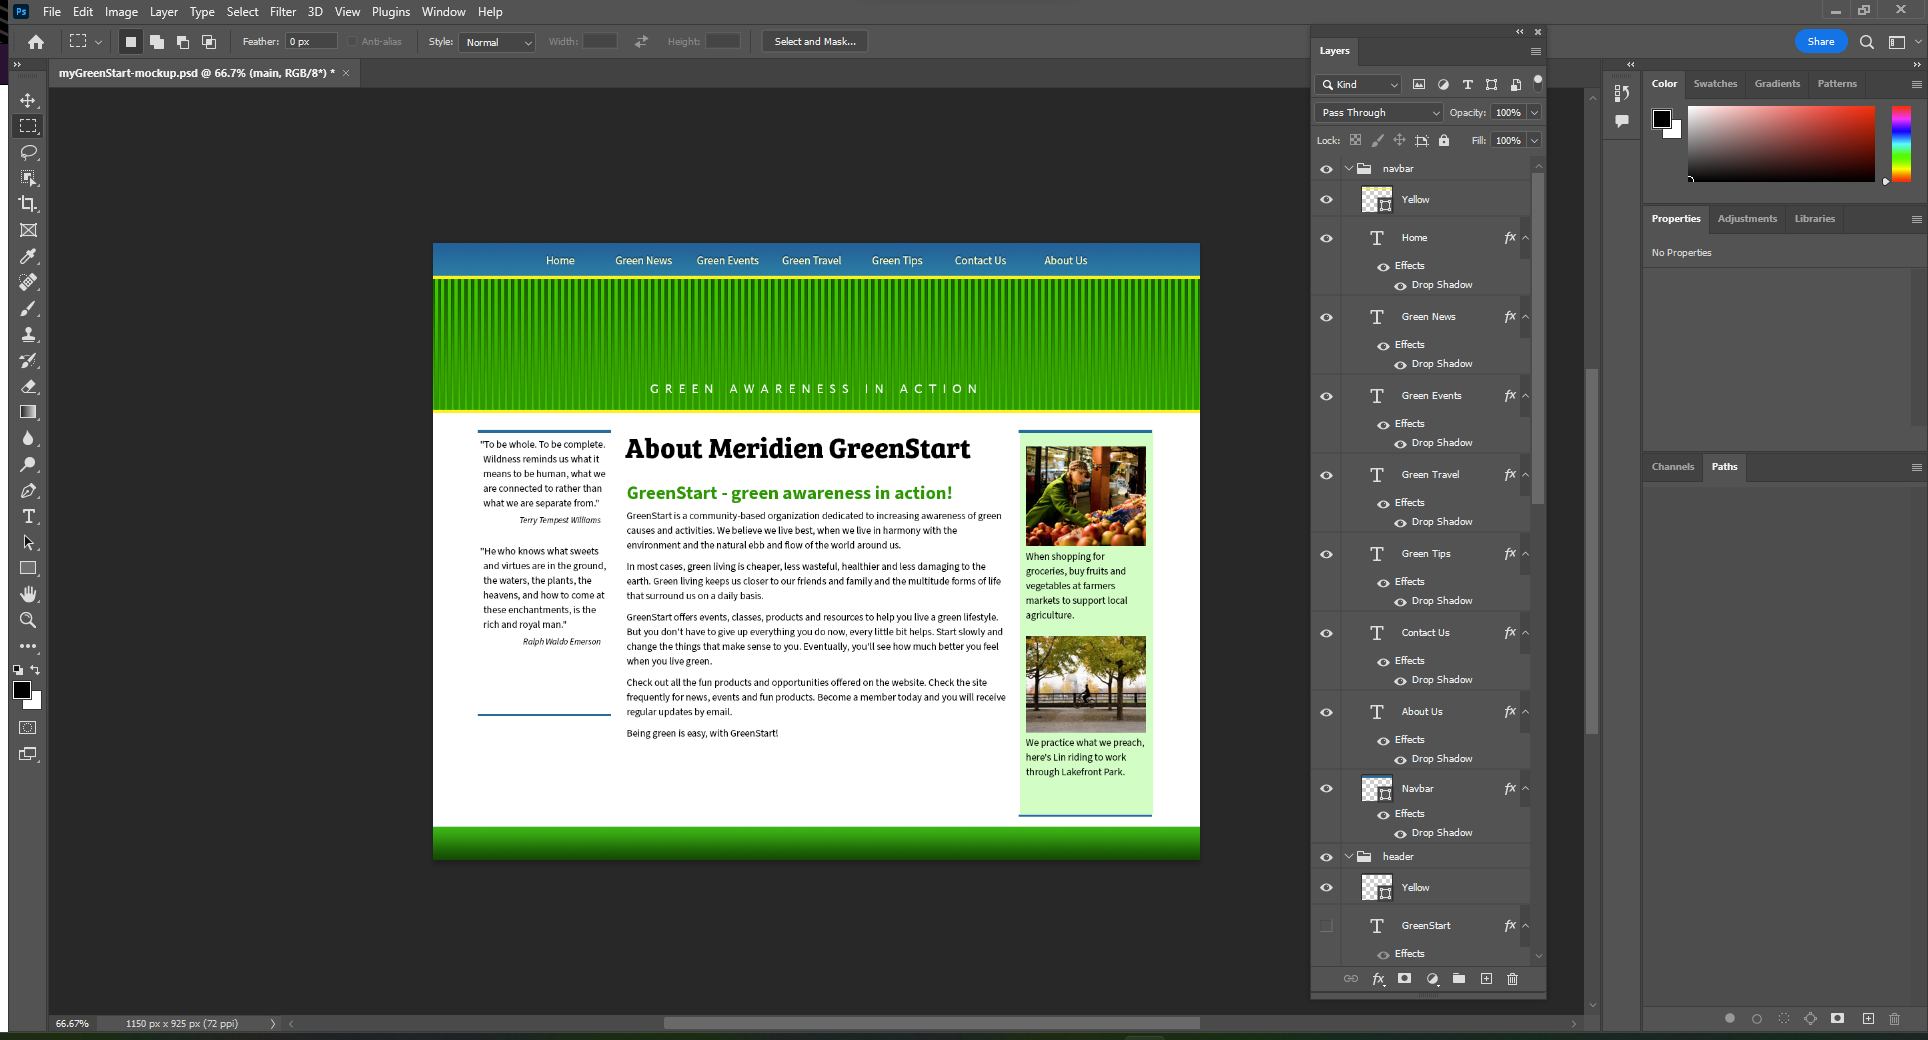 Ps File Edit Image Layer Type Select Filter 3D View Plugins Window Help
Feather: 0 px Anti-alias Style: Normal Width: Height: Select and Mask... Share
myGreenStart-mockup.psd @ 66.7% (main, RGB/8*) *
Home Green News Green Events Green Travel Green Tips Contact Us About Us
GREEN AWARENESS IN ACTION
"To be whole. To be complete.
Wildness reminds us what it
means to be human, what we
are connected to rather than
what we are separate from."
Terry Tempest Williams
"He who knows what sweets
and virtues are in the ground,
the waters, the plants, the
heavens, and how to come at
these enchantments, is the
rich and royal man."
Ralph Waldo Emerson
About Meridien GreenStart
GreenStart - green awareness in action!
GreenStart is a community-based organization dedicated to increasing awareness of green
causes and activities. We believe we live best, when we live in harmony with the
environment and the natural ebb and flow of the world around us.
In most cases, green living is cheaper, less wasteful, healthier and less damaging to the
earth. Green living keeps us closer to our friends and family and the multitude forms of life
that surround us on a daily basis.
GreenStart offers events, classes, products and resources to help you live a green lifestyle.
But you don't have to give up everything you do now, every little bit helps. Start slowly and
change the things that make sense to you. Eventually, you'll see how much better you feel
when you live green.
Check out all the fun products and opportunities offered on the website. Check the site
frequently for news, events and fun products. Become a member today and you will receive
regular updates by email.
Being green is easy, with GreenStart!
When shopping for
groceries, buy fruits and
vegetables at farmers
markets to support local
agriculture.
We practice what we preach,
here's Lin riding to work
through Lakefront Park.
66.67% 1150 px x 925 px (72 ppi)
Layers
Kind
Pass Through Opacity: 100%
Lock: Fill: 100%
navbar
Yellow
Home fx
Effects
Drop Shadow
Green News fx
Effects
Drop Shadow
Green Events fx
Effects
Drop Shadow
Green Travel fx
Effects
Drop Shadow
Green Tips fx
Effects
Drop Shadow
Contact Us fx
Effects
Drop Shadow
About Us fx
Effects
Drop Shadow
Navbar fx
Effects
Drop Shadow
header
Yellow
GreenStart fx
Effects
fx
Color Swatches Gradients Patterns
Properties Adjustments Libraries
No Properties
Channels Paths